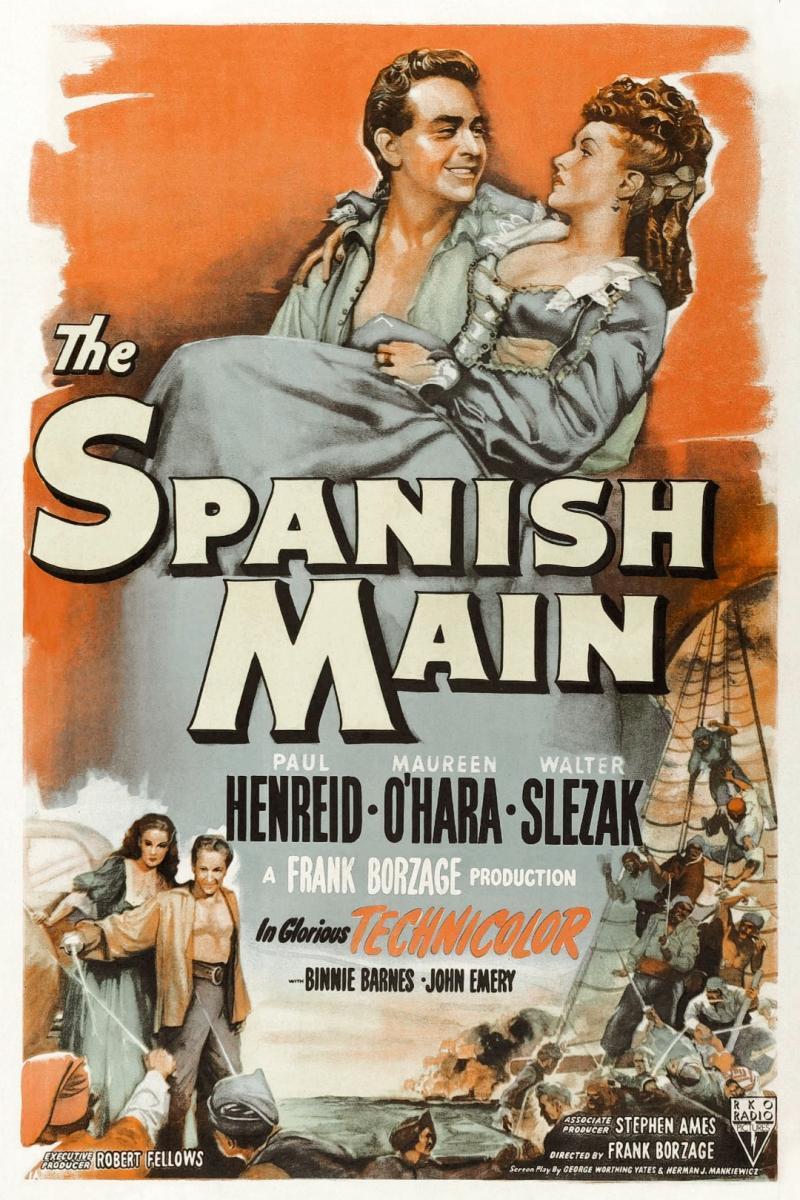 The
SPANISH
MAIN
PAUL MAUREEN WALTER
HENREID · O'HARA · SLEZAK
A FRANK BORZAGE PRODUCTION
In Glorious TECHNICOLOR
WITH BINNIE BARNES · JOHN EMERY
EXECUTIVE PRODUCER ROBERT FELLOWS
ASSOCIATE PRODUCER STEPHEN AMES
DIRECTED BY FRANK BORZAGE
Screen Play By GEORGE WORTHING YATES & HERMAN J. MANKIEWICZ
RKO
RADIO
PICTURES